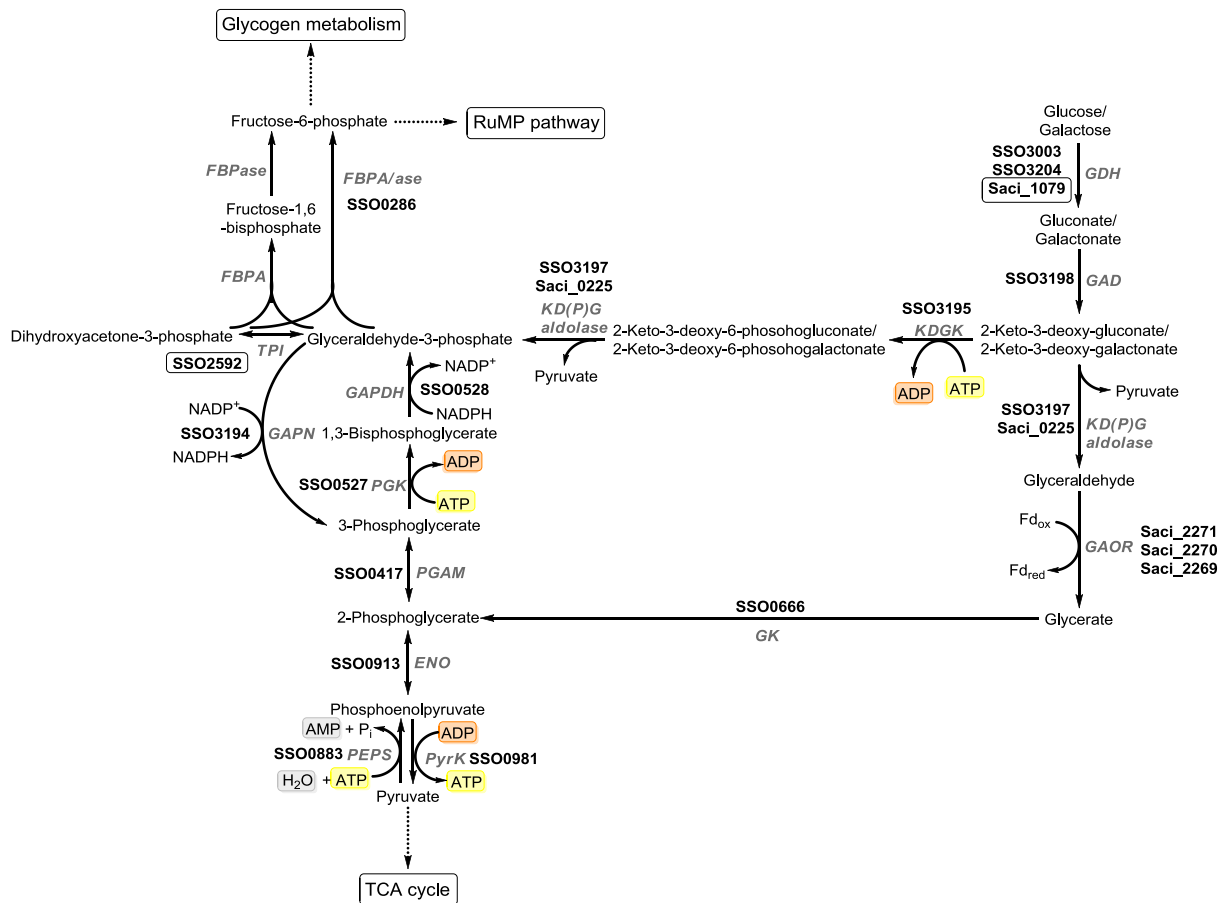 Glycogen metabolism
Fructose-6-phosphate
RuMP pathway
FBPase
FBPA/ase
SSO0286
Fructose-1,6
-bisphosphate
FBPA
Dihydroxyacetone-3-phosphate
TPI
SSO2592
Glyceraldehyde-3-phosphate
SSO3197
Saci_0225
KD(P)G
aldolase
Pyruvate
2-Keto-3-deoxy-6-phosohogluconate/
2-Keto-3-deoxy-6-phosohogalactonate
SSO3195
KDGK
ADP
ATP
Glucose/
Galactose
SSO3003
SSO3204
Saci_1079
GDH
Gluconate/
Galactonate
SSO3198
GAD
2-Keto-3-deoxy-gluconate/
2-Keto-3-deoxy-galactonate
Pyruvate
SSO3197
Saci_0225
KD(P)G
aldolase
Glyceraldehyde
Fdox
Fdred
GAOR
Saci_2271
Saci_2270
Saci_2269
Glycerate
SSO0666
GK
NADP+
SSO3194
GAPN
NADPH
NADP+
GAPDH
SSO0528
NADPH
1,3-Bisphosphoglycerate
ADP
SSO0527
PGK
ATP
3-Phosphoglycerate
SSO0417
PGAM
2-Phosphoglycerate
SSO0913
ENO
Phosphoenolpyruvate
AMP + Pi
SSO0883
PEPS
H2O + ATP
ADP
PyrK
SSO0981
ATP
Pyruvate
TCA cycle